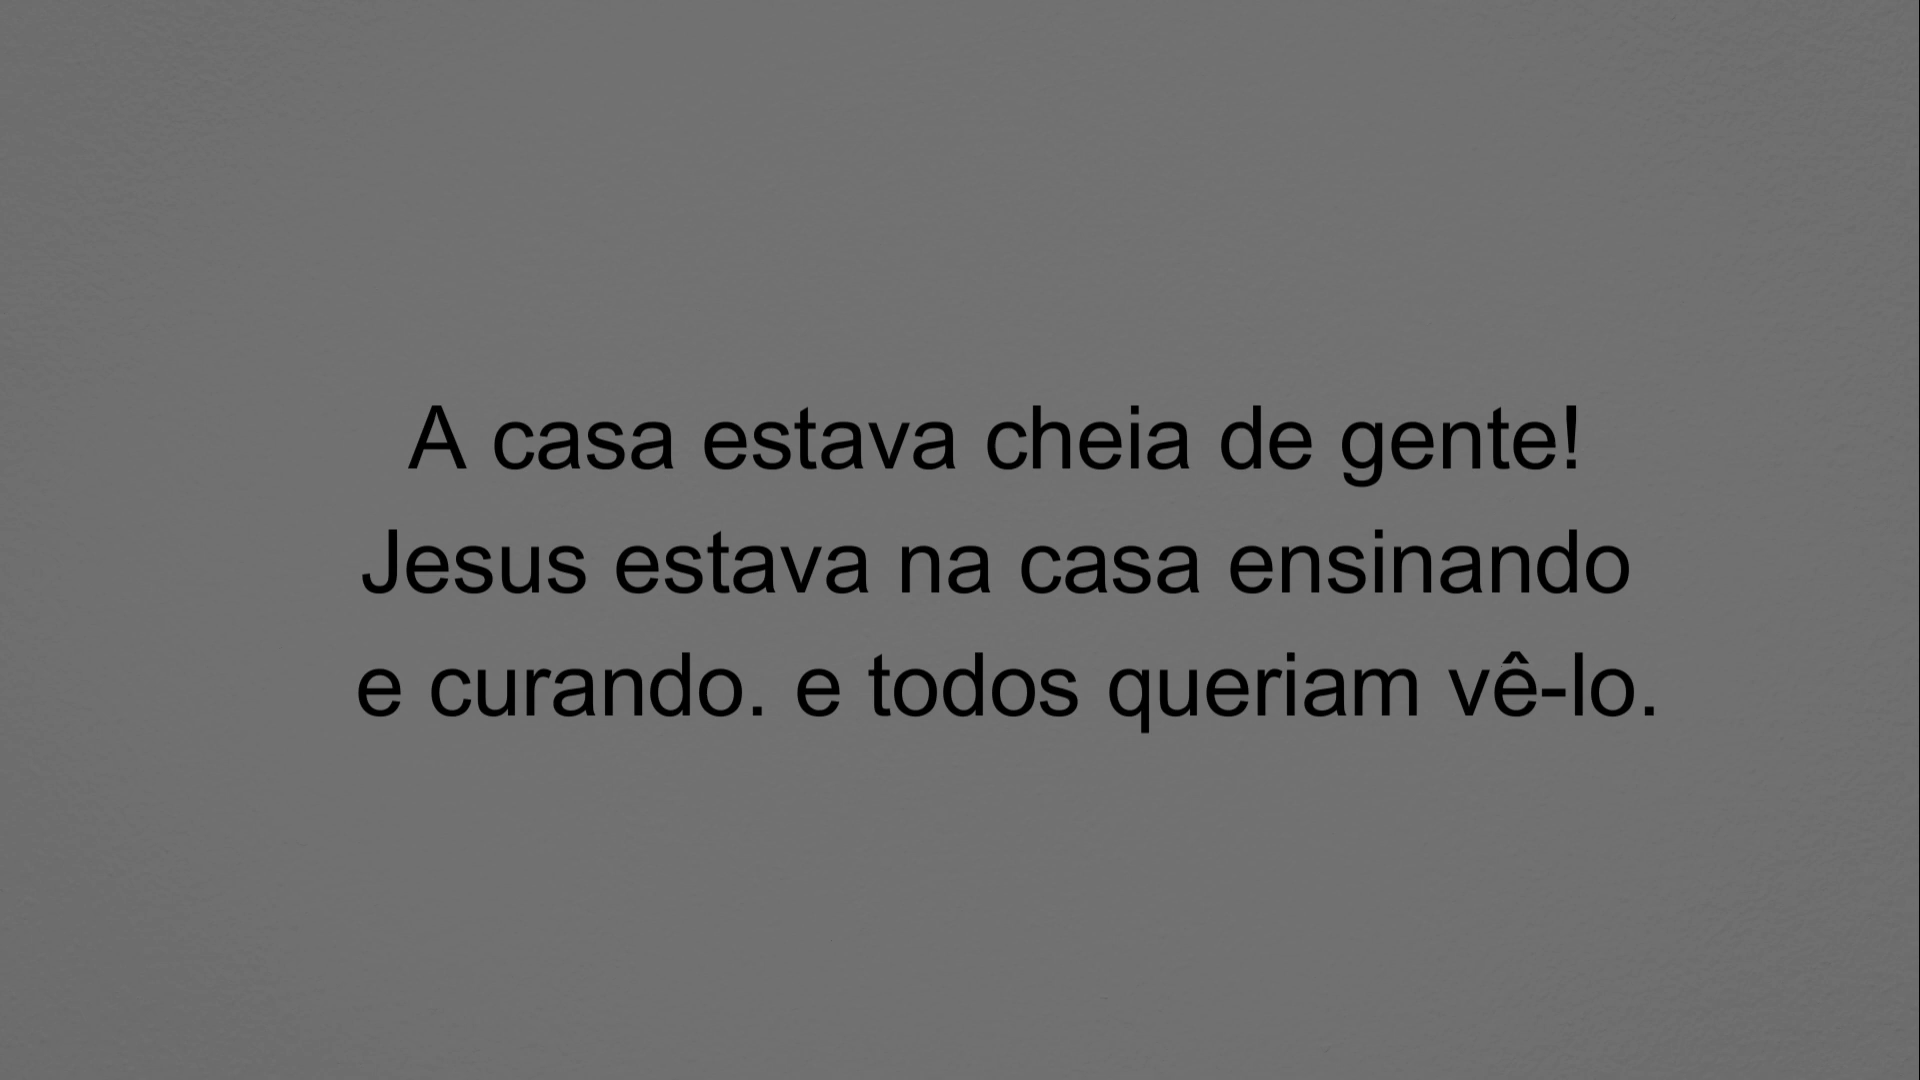 A casa estava cheia de gente!
Jesus estava na casa ensinando
e curando. e todos queriam vê-lo.